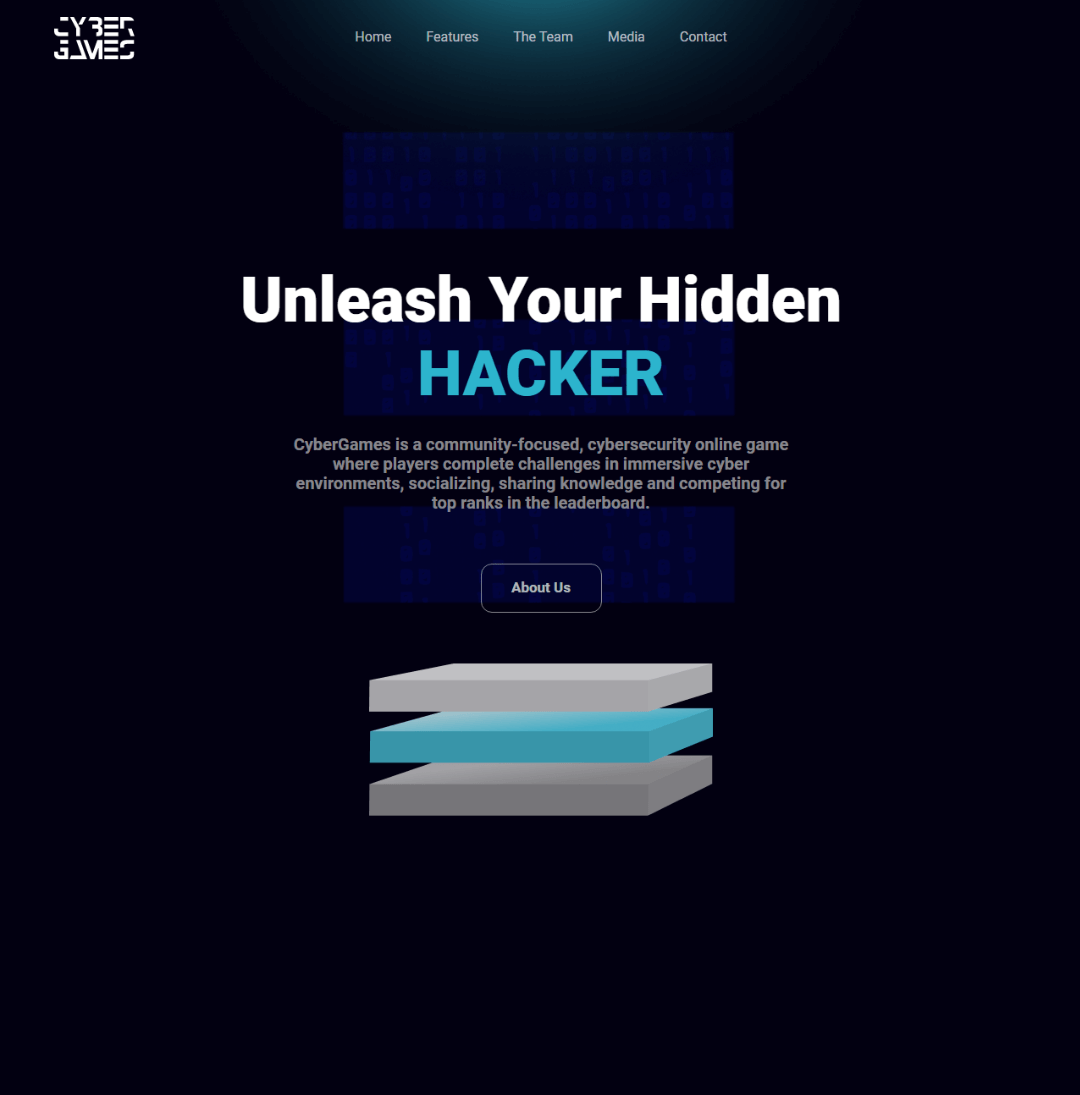 CYBER
GAMES
Home Features The Team Media Contact
Unleash Your Hidden
HACKER
CyberGames is a community-focused, cybersecurity online game
where players complete challenges in immersive cyber
environments, socializing, sharing knowledge and competing for
top ranks in the leaderboard.
About Us